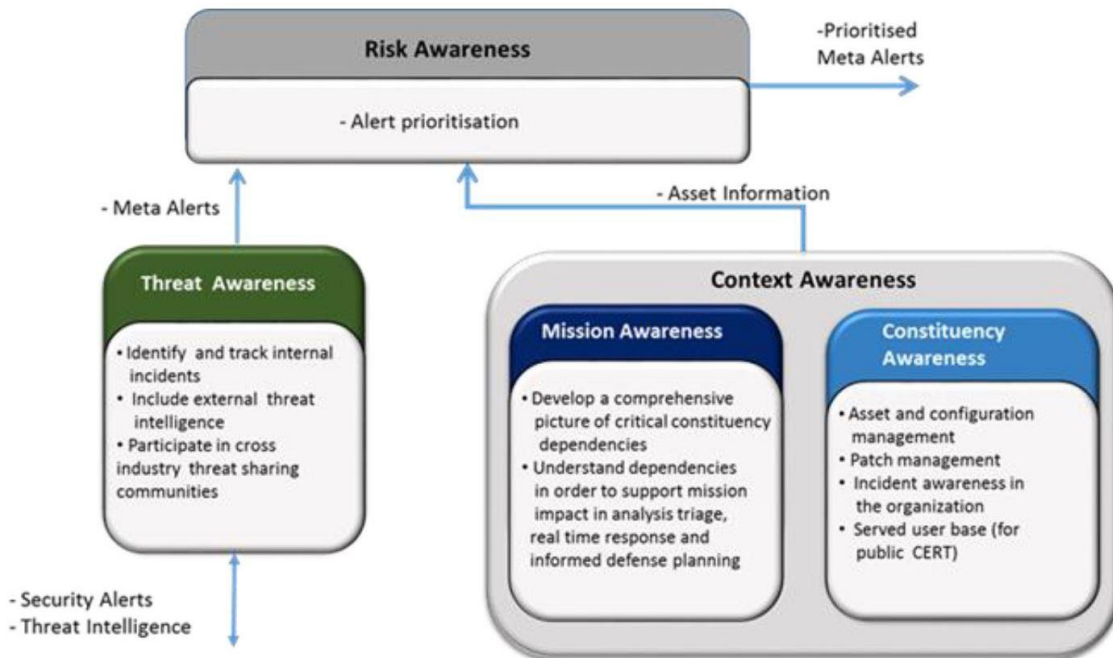 Risk Awareness
- Alert prioritisation
-Prioritised
Meta Alerts
- Meta Alerts
- Asset Information
Threat Awareness
• Identify and track internal
incidents
• Include external threat
intelligence
• Participate in cross
industry threat sharing
communities
- Security Alerts
- Threat Intelligence
Context Awareness
Mission Awareness
• Develop a comprehensive
picture of critical constituency
dependencies
• Understand dependencies
in order to support mission
impact in analysis triage,
real time response and
informed defense planning
Constituency
Awareness
• Asset and configuration
management
• Patch management
• Incident awareness in
the organization
• Served user base (for
public CERT)